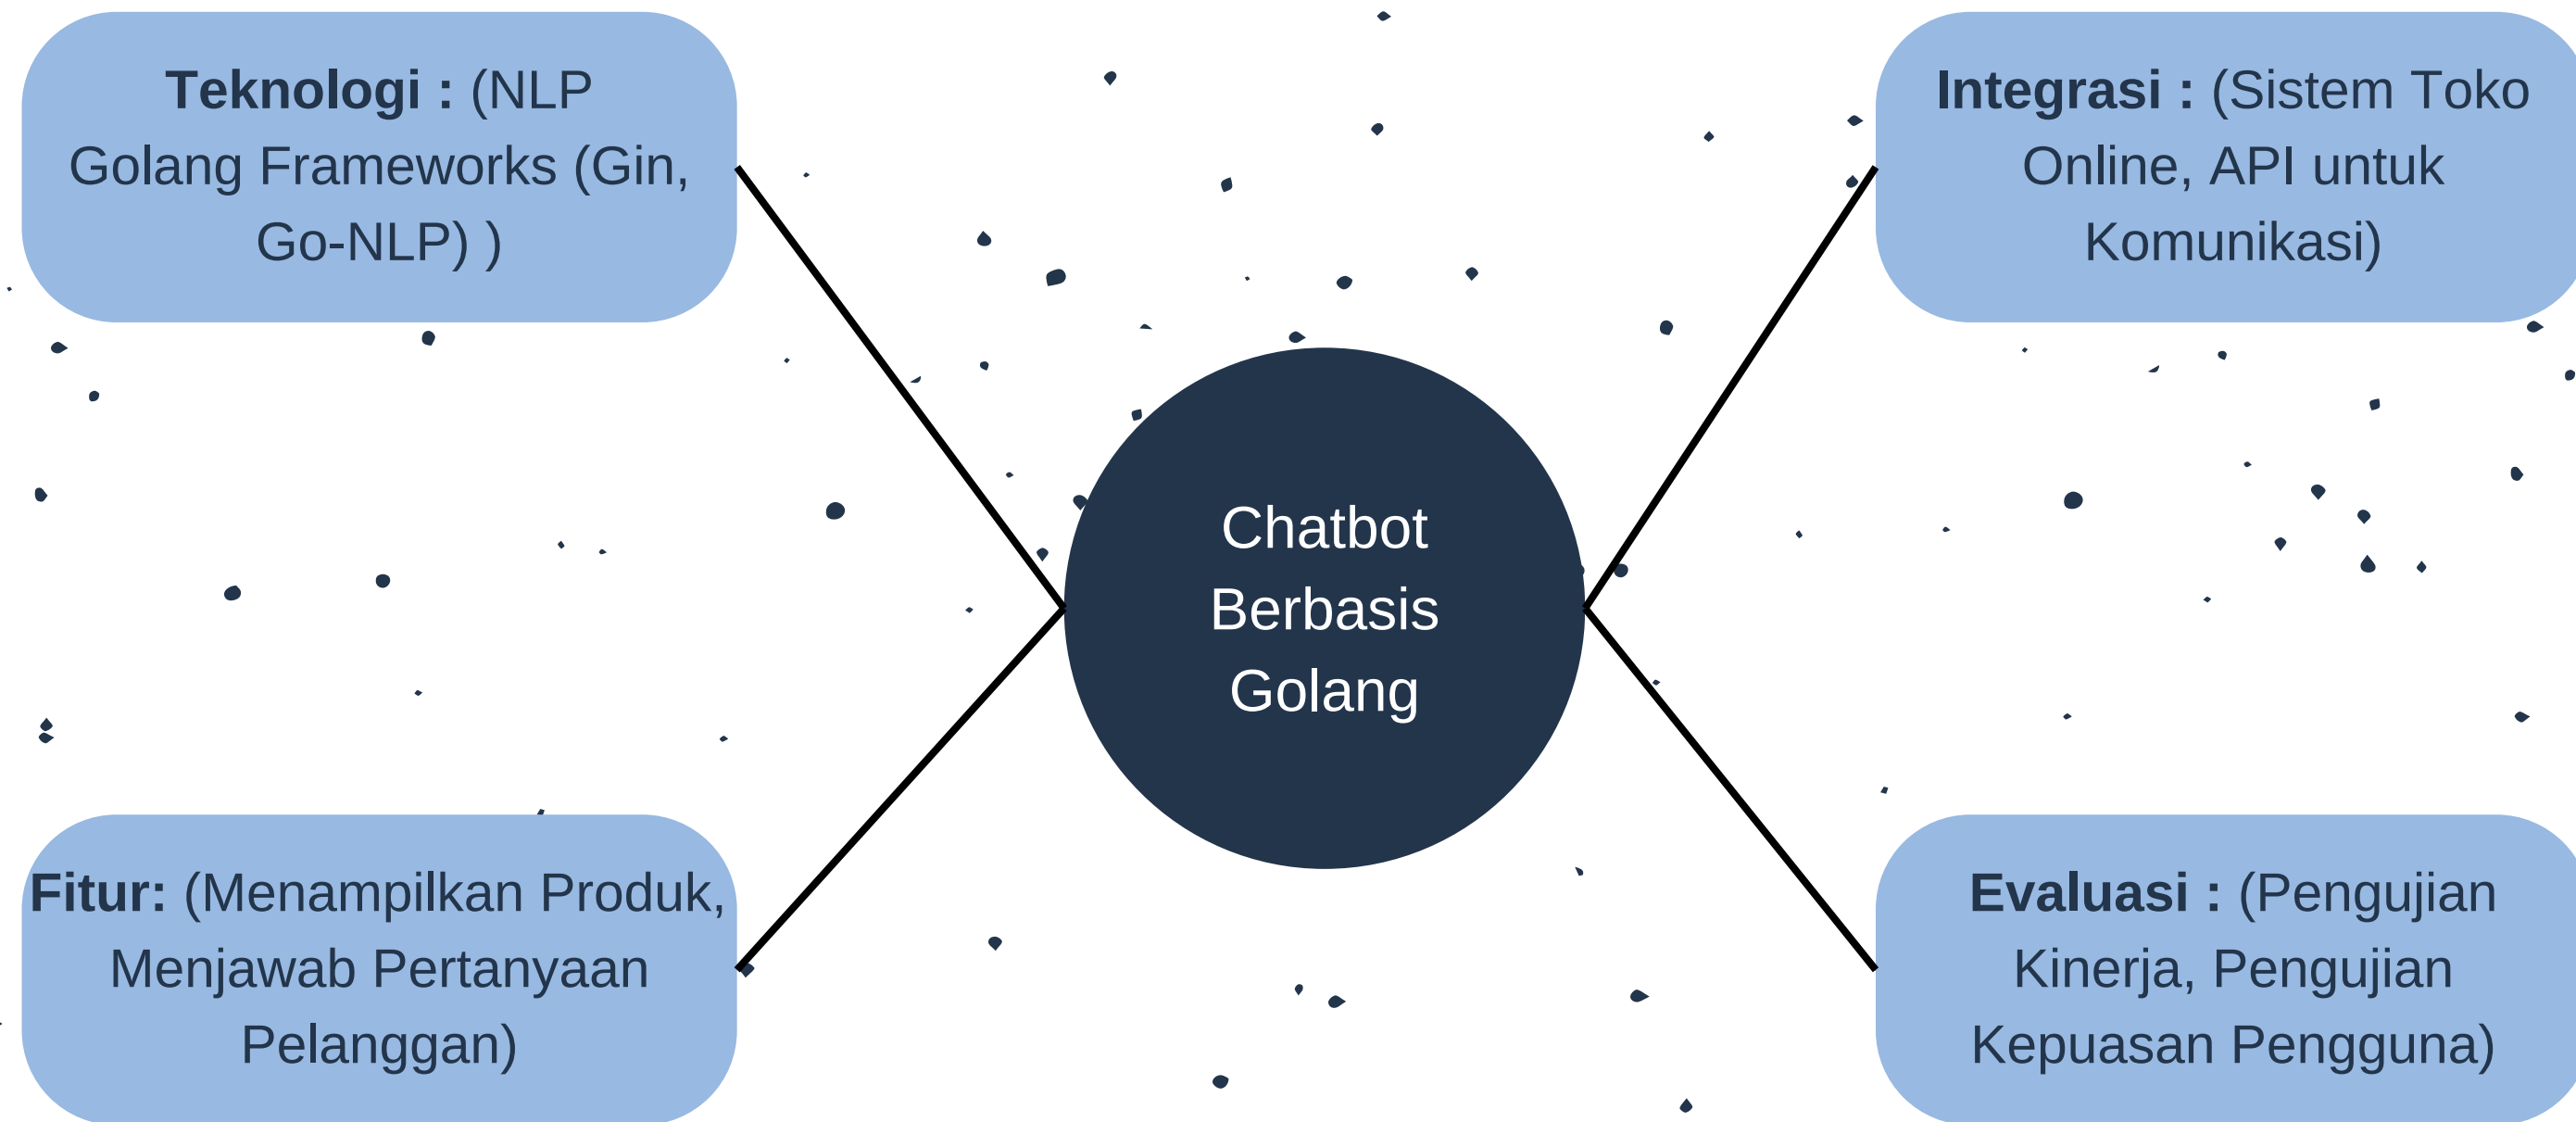 Teknologi : (NLP
Golang Frameworks (Gin,
Go-NLP) )
Integrasi : (Sistem Toko
Online, API untuk
Komunikasi)
Chatbot
Berbasis
Golang
Fitur: (Menampilkan Produk,
Menjawab Pertanyaan
Pelanggan)
Evaluasi : (Pengujian
Kinerja, Pengujian
Kepuasan Pengguna)